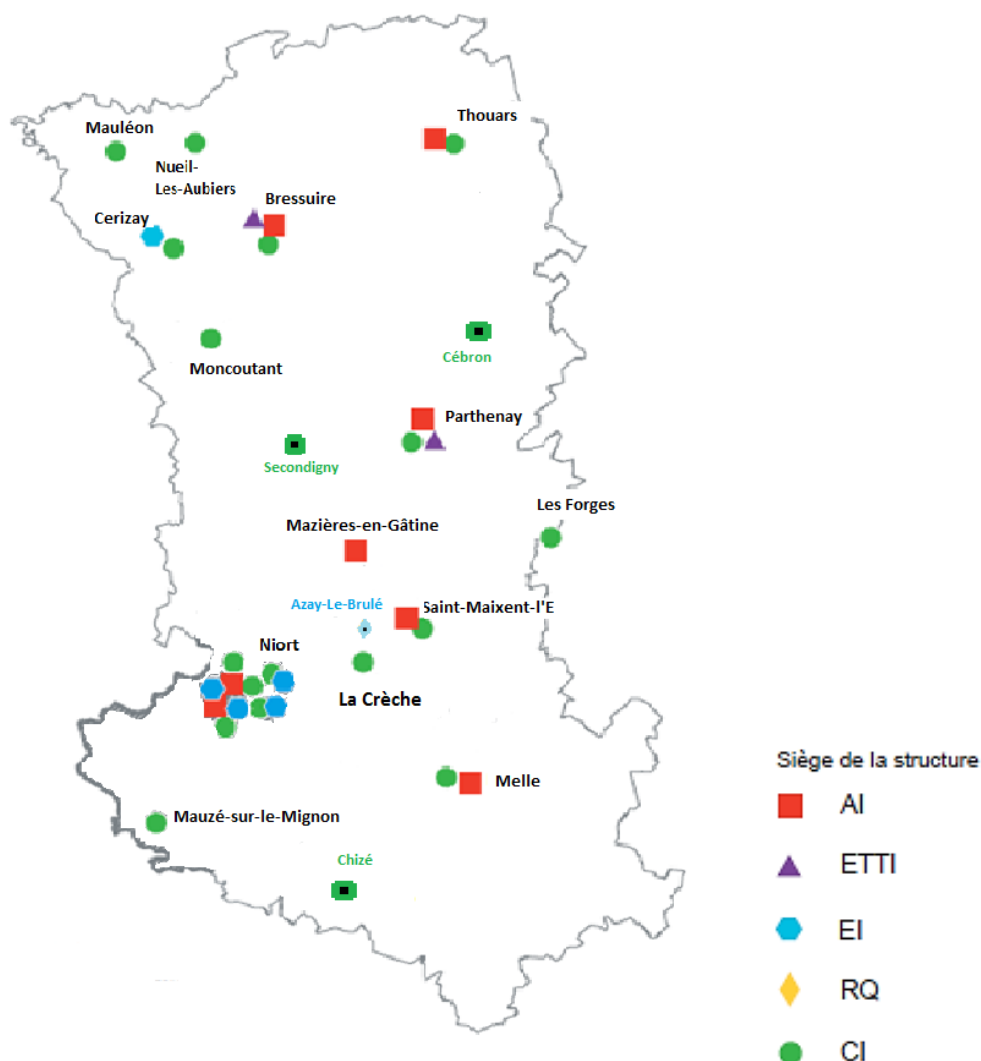 Thouars
Mauléon
Nueil-
Les-Aubiers
Bressuire
Cerizay
Cébron
Moncoutant
Parthenay
Secondigny
Les Forges
Mazières-en-Gâtine
Azay-Le-Brulé
Saint-Maixent-l'E
Niort
La Crèche
Siège de la structure
Melle
AI
Mauzé-sur-le-Mignon
Chizé
ETTI
EI
RQ
CI